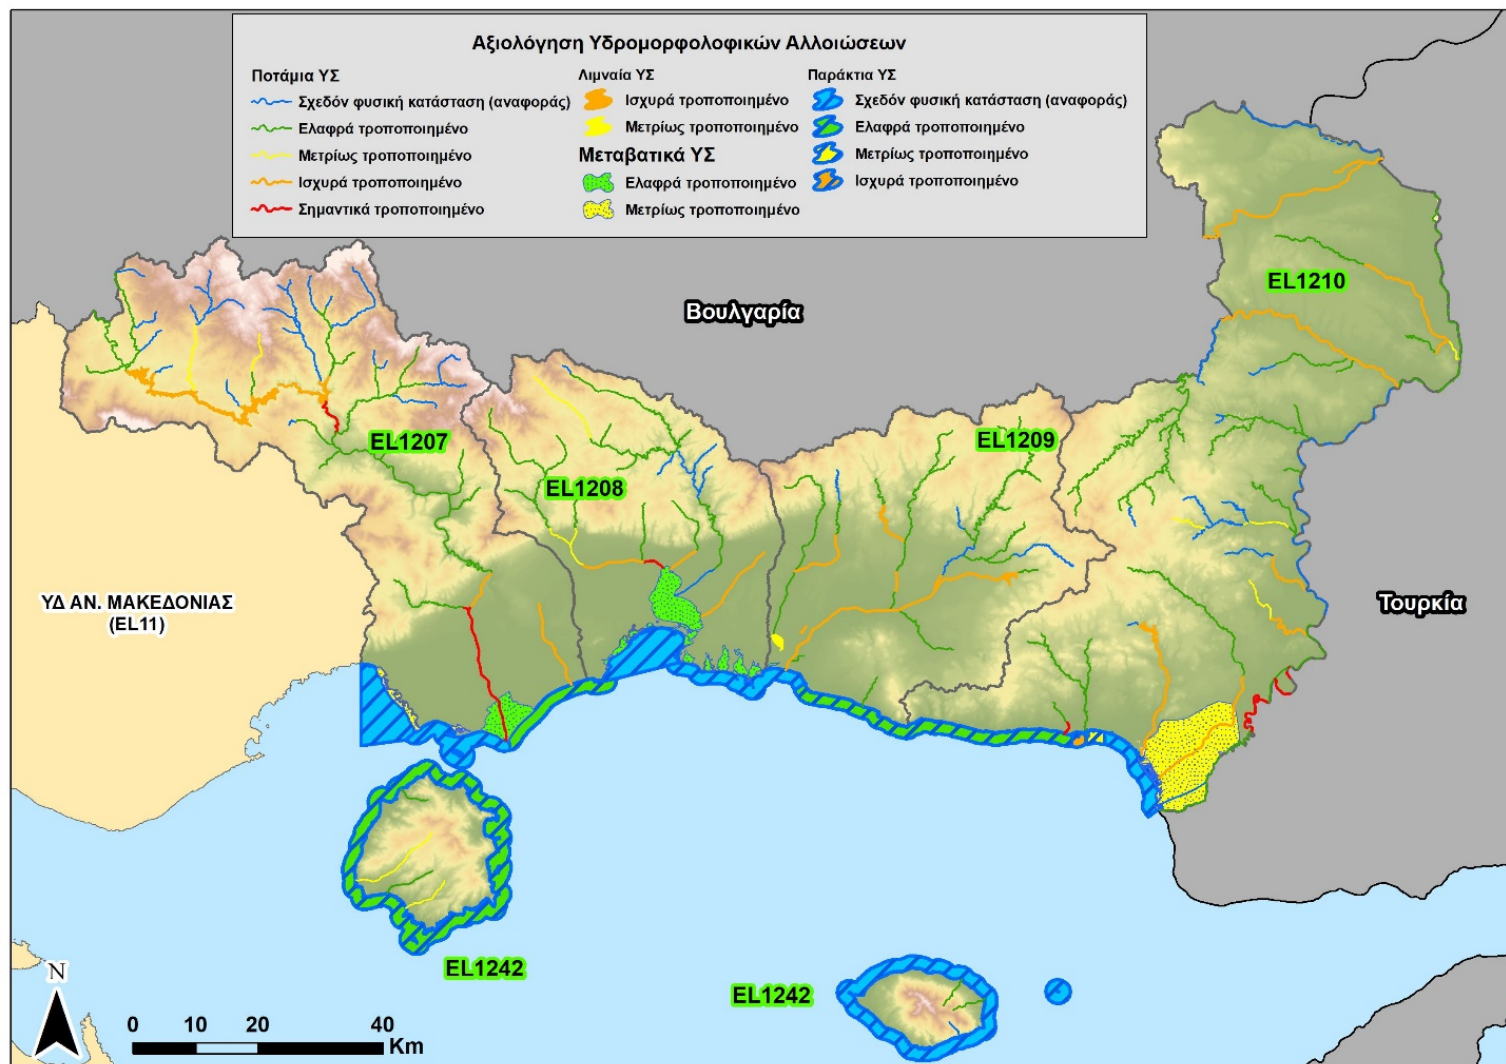 Αξιολόγηση Υδρομορφολοφικών Αλλοιώσεων
Ποτάμια ΥΣ
Σχεδόν φυσική κατάσταση (αναφοράς)
Ελαφρά τροποποιημένο
Μετρίως τροποποιημένο
Ισχυρά τροποποιημένο
Σημαντικά τροποποιημένο
Λιμναία ΥΣ
Ισχυρά τροποποιημένο
Μετρίως τροποποιημένο
Μεταβατικά ΥΣ
Ελαφρά τροποποιημένο
Μετρίως τροποποιημένο
Παράκτια ΥΣ
Σχεδόν φυσική κατάσταση (αναφοράς)
Ελαφρά τροποποιημένο
Μετρίως τροποποιημένο
Ισχυρά τροποποιημένο
Βουλγαρία
EL1210
EL1207
EL1209
EL1208
ΥΔ ΑΝ. ΜΑΚΕΔΟΝΙΑΣ
(EL11)
Τουρκία
EL1242
EL1242
N
0 10 20 40
Km